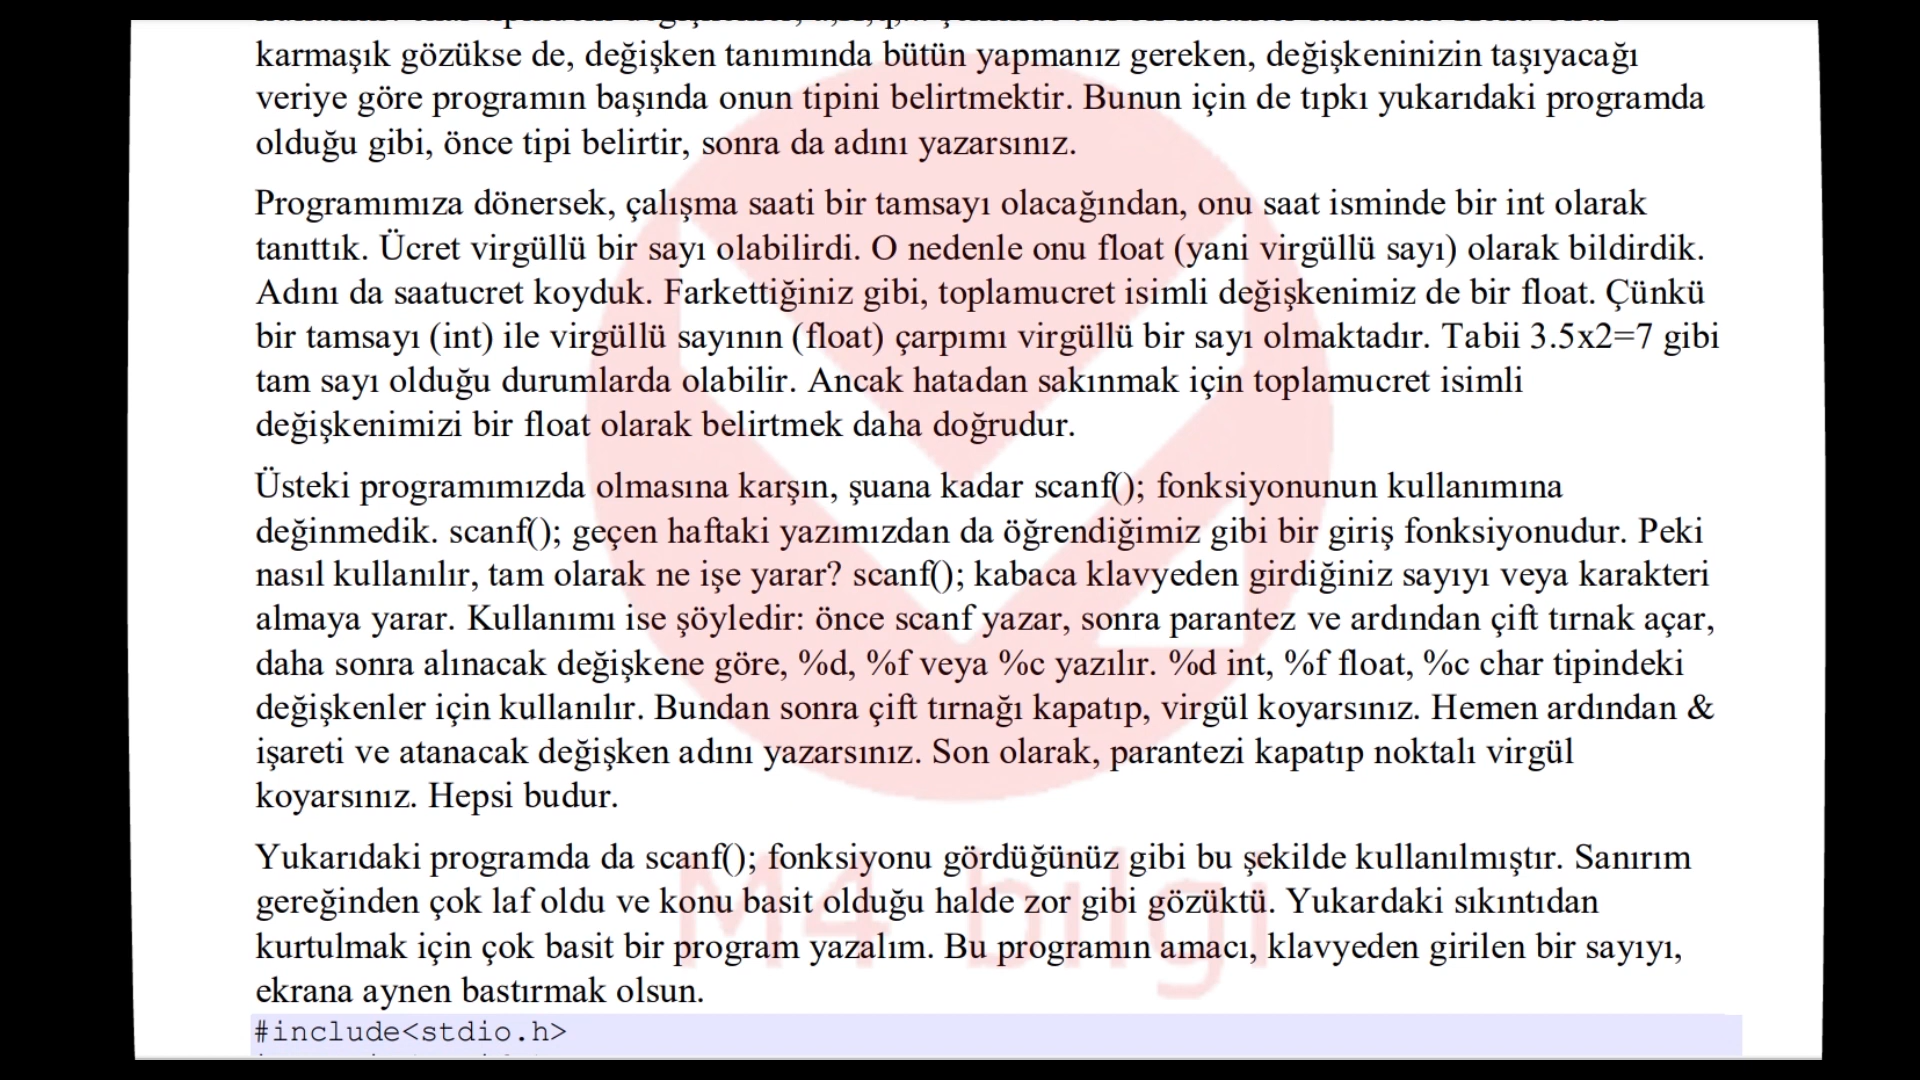 karmaşık gözükse de, değişken tanımında bütün yapmanız gereken, değişkeninizin taşıyacağı
veriye göre programın başında onun tipini belirtmektir. Bunun için de tıpkı yukarıdaki programda
olduğu gibi, önce tipi belirtir, sonra da adını yazarsınız.
Programımıza dönersek, çalışma saati bir tamsayı olacağından, onu saat isminde bir int olarak
tanıttık. Ücret virgüllü bir sayı olabilirdi. O nedenle onu float (yani virgüllü sayı) olarak bildirdik.
Adını da saatucret koyduk. Farkettiğiniz gibi, toplamucret isimli değişkenimiz de bir float. Çünkü
bir tamsayı (int) ile virgüllü sayının (float) çarpımı virgüllü bir sayı olmaktadır. Tabii 3.5x2=7 gibi
tam sayı olduğu durumlarda olabilir. Ancak hatadan sakınmak için toplamucret isimli
değişkenimizi bir float olarak belirtmek daha doğrudur.
Üsteki programımızda olmasına karşın, şuana kadar scanf(); fonksiyonunun kullanımına
değinmedik. scanf(); geçen haftaki yazımızdan da öğrendiğimiz gibi bir giriş fonksiyonudur. Peki
nasıl kullanılır, tam olarak ne işe yarar? scanf(); kabaca klavyeden girdiğiniz sayıyı veya karakteri
almaya yarar. Kullanımı ise şöyledir: önce scanf yazar, sonra parantez ve ardından çift tırnak açar,
daha sonra alınacak değişkene göre, %d, %f veya %c yazılır. %d int, %f float, %c char tipindeki
değişkenler için kullanılır. Bundan sonra çift tırnağı kapatıp, virgül koyarsınız. Hemen ardından &
işareti ve atanacak değişken adını yazarsınız. Son olarak, parantezi kapatıp noktalı virgül
koyarsınız. Hepsi budur.
Yukarıdaki programda da scanf(); fonksiyonu gördüğünüz gibi bu şekilde kullanılmıştır. Sanırım
gereğinden çok laf oldu ve konu basit olduğu halde zor gibi gözüktü. Yukardaki sıkıntıdan
kurtulmak için çok basit bir program yazalım. Bu programın amacı, klavyeden girilen bir sayıyı,
ekrana aynen bastırmak olsun.
#include<stdio.h>
M4 bilgi